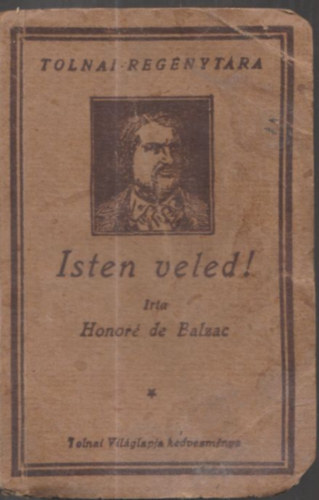 TOLNAI-REGÉNYTÁRA
Isten veled!
Irta
Honoré de Balzac
*
Tolnai Világlapja kedvezménye